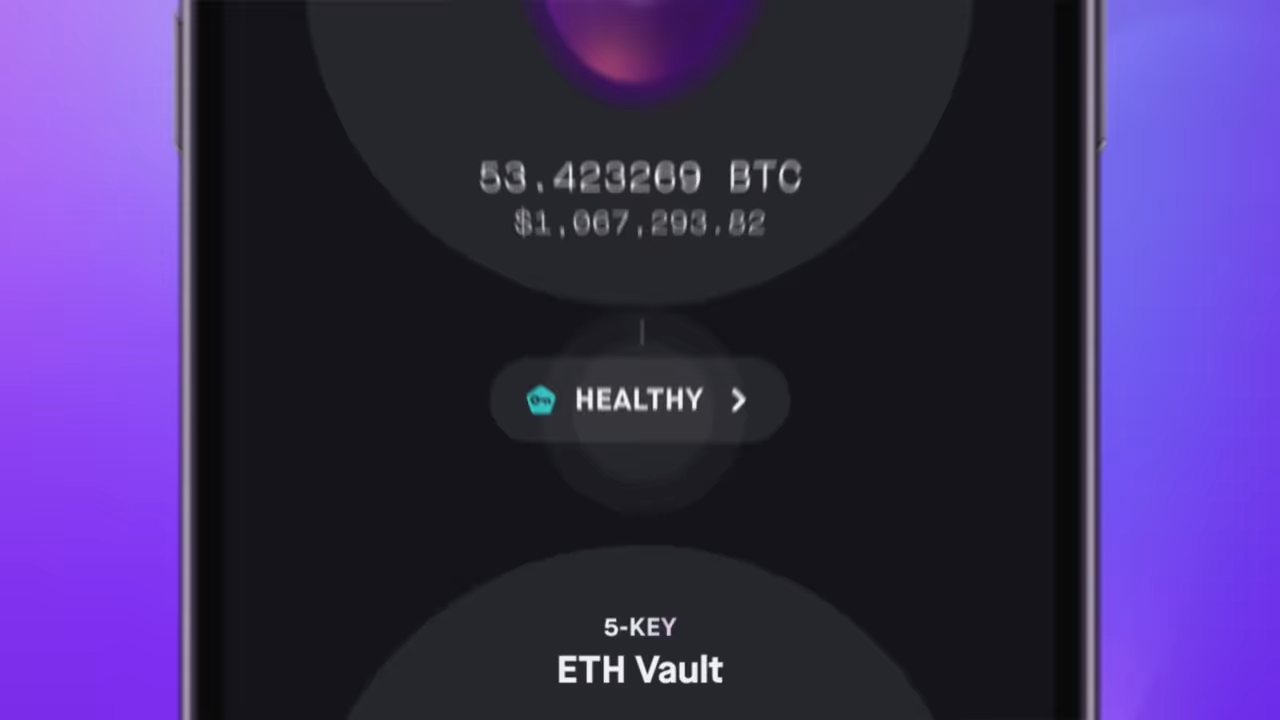 53.423269 BTC
$1,067,293.82
HEALTHY
5-KEY
ETH Vault